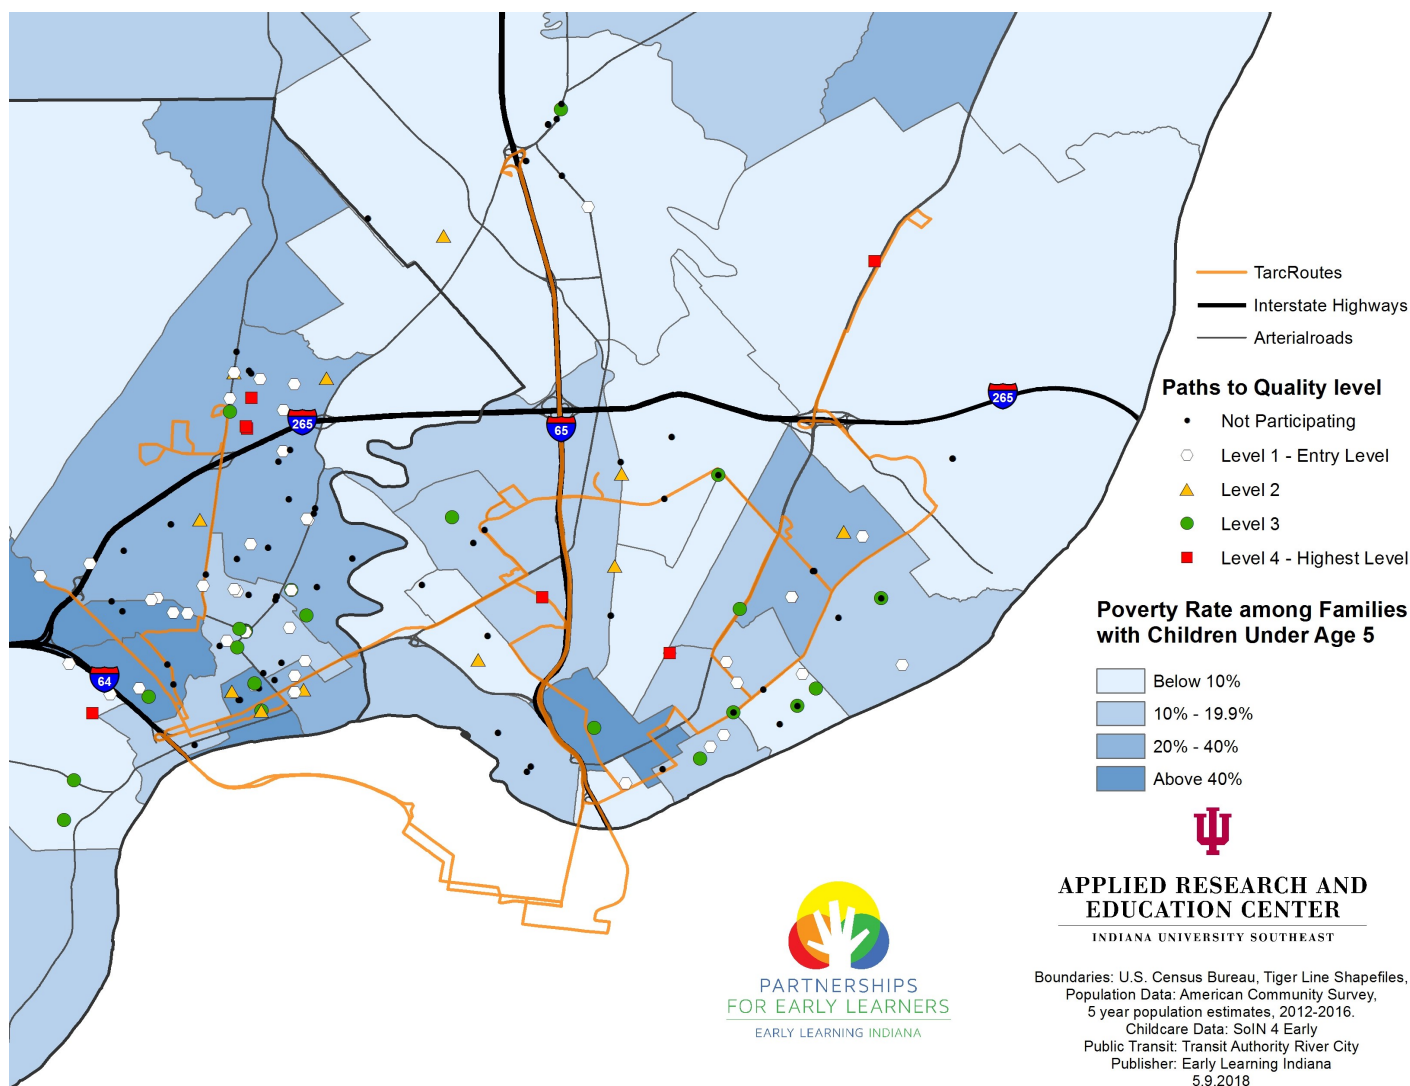 265
65
265
64
TarcRoutes
Interstate Highways
Arterialroads
Paths to Quality level
Not Participating
Level 1 - Entry Level
Level 2
Level 3
Level 4 - Highest Level
Poverty Rate among Families
with Children Under Age 5
Below 10%
10% - 19.9%
20% - 40%
Above 40%
APPLIED RESEARCH AND
EDUCATION CENTER
INDIANA UNIVERSITY SOUTHEAST
PARTNERSHIPS
FOR EARLY LEARNERS
EARLY LEARNING INDIANA
Boundaries: U.S. Census Bureau, Tiger Line Shapefiles,
Population Data: American Community Survey,
5 year population estimates, 2012-2016.
Childcare Data: SoIN 4 Early
Public Transit: Transit Authority River City
Publisher: Early Learning Indiana
5.9.2018